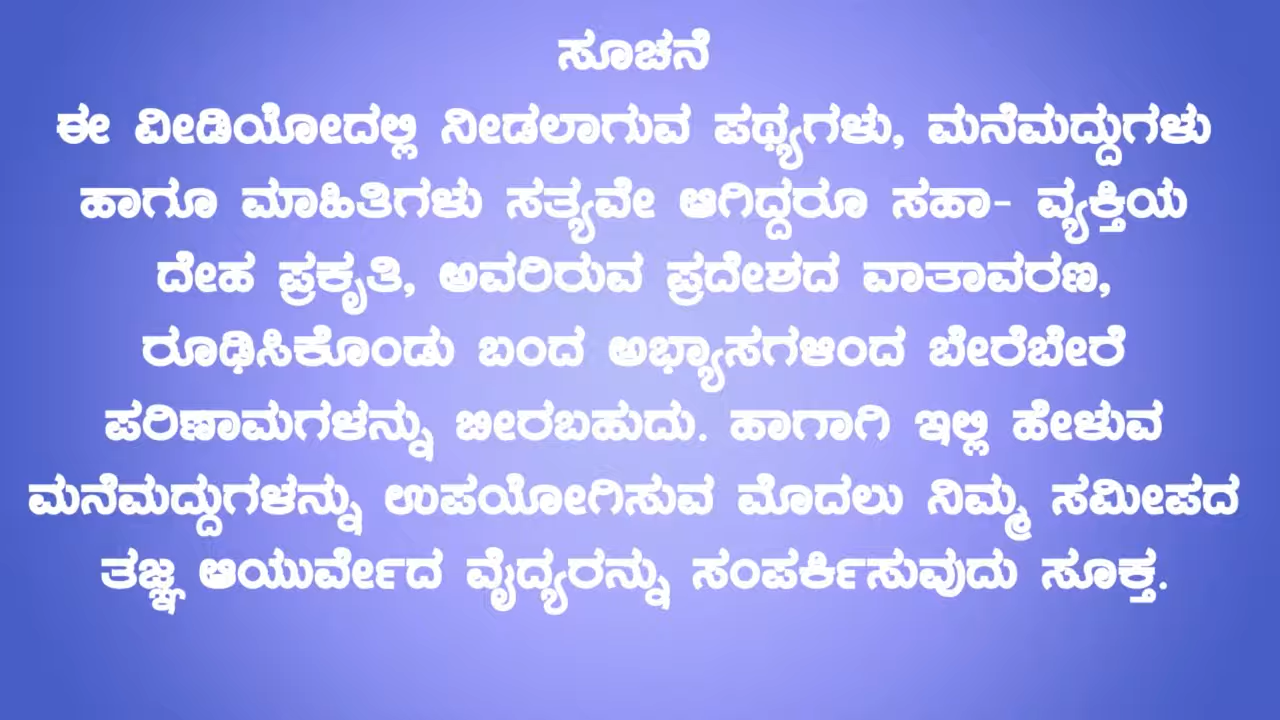 ಸೂಚನೆ
ಈ ವೀಡಿಯೋದಲ್ಲಿ ನೀಡಲಾಗುವ ಪಥ್ಯಗಳು, ಮನೆಮದ್ದುಗಳು
ಹಾಗೂ ಮಾಹಿತಿಗಳು ಸತ್ಯವೇ ಆಗಿದ್ದರೂ ಸಹಾ- ವ್ಯಕ್ತಿಯ
ದೇಹ ಪ್ರಕೃತಿ, ಅವರಿರುವ ಪ್ರದೇಶದ ವಾತಾವರಣ,
ರೂಢಿಸಿಕೊಂಡು ಬಂದ ಅಭ್ಯಾಸಗಳಿಂದ ಬೇರೆಬೇರೆ
ಪರಿಣಾಮಗಳನ್ನು ಬೀರಬಹುದು. ಹಾಗಾಗಿ ಇಲ್ಲಿ ಹೇಳುವ
ಮನೆಮದ್ದುಗಳನ್ನು ಉಪಯೋಗಿಸುವ ಮೊದಲು ನಿಮ್ಮ ಸಮೀಪದ
ತಜ್ಞ ಆಯುರ್ವೇದ ವೈದ್ಯರನ್ನು ಸಂಪರ್ಕಿಸುವುದು ಸೂಕ್ತ.